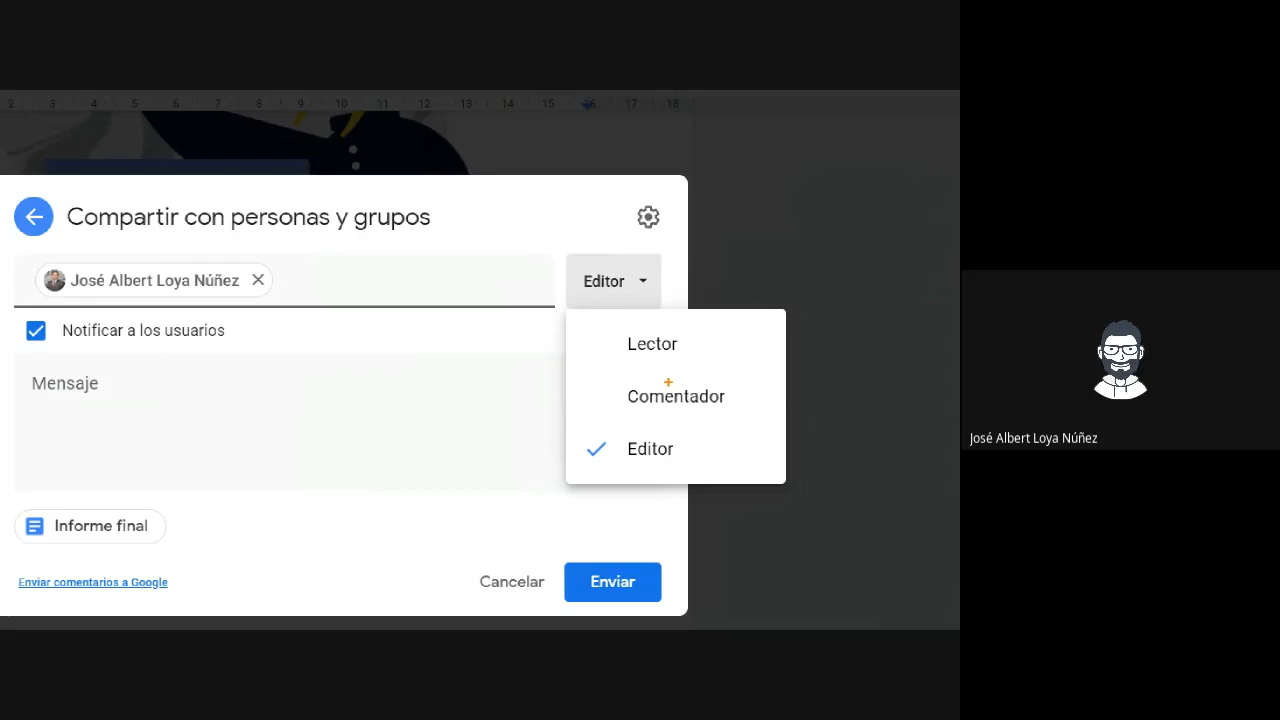 2 3 4 5 6 7 8 9 10 11 12 13 14 15 16 17 18
Compartir con personas y grupos
José Albert Loya Núñez
Editor
Notificar a los usuarios
Lector
Mensaje
Comentador
Editor
José Albert Loya Núñez
Informe final
Enviar comentarios a Google
Cancelar
Enviar